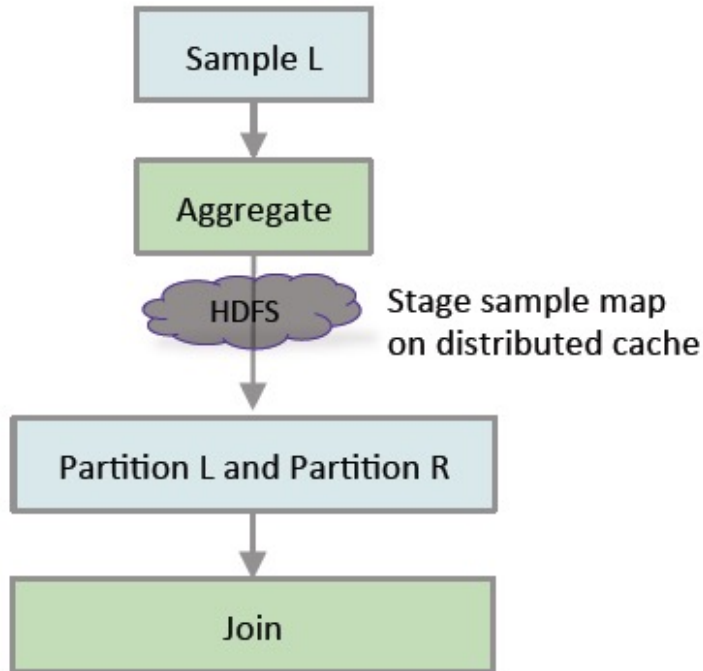 Sample L
Aggregate
HDFS
Stage sample map
on distributed cache
Partition L and Partition R
Join